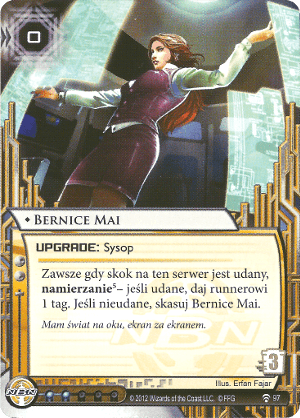 0
♦ BERNICE MAI
UPGRADE: Sysop
Zawsze gdy skok na ten serwer jest udany,
namierzanie⁵– jeśli udane, daj runnerowi
1 tag. Jeśli nieudane, skasuj Bernice Mai.
Mam świat na oku, ekran za ekranem.
NBN
3
Illus. Erfan Fajar
NBN
© 2012 Wizards of the Coast LLC. © FFG
97